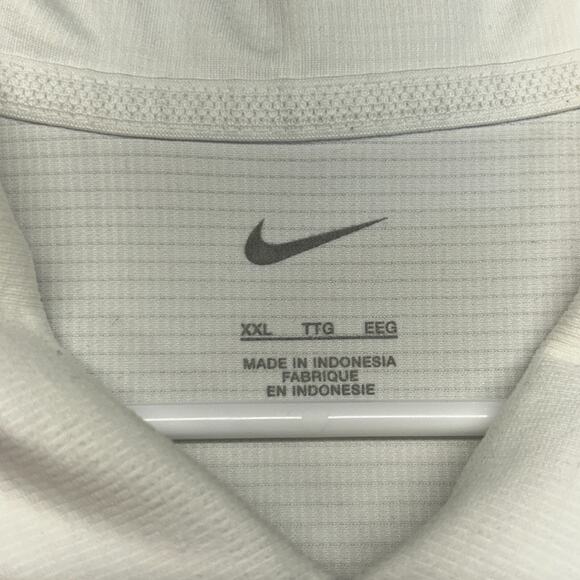 XXL TTG EEG
MADE IN INDONESIA
FABRIQUE
EN INDONESIE